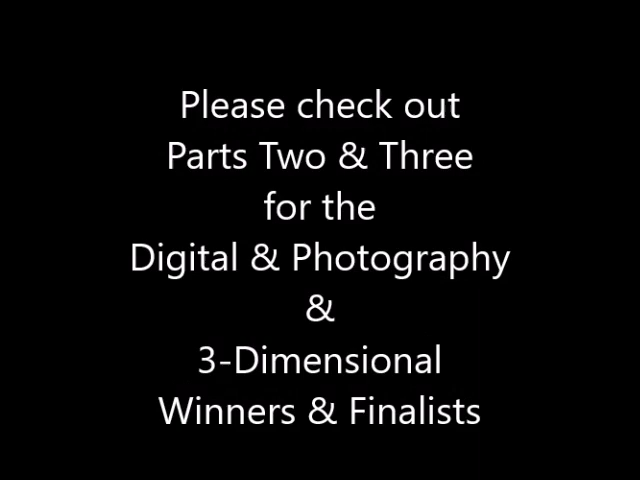 Please check out
Parts Two & Three
for the
Digital & Photography
&
3-Dimensional
Winners & Finalists